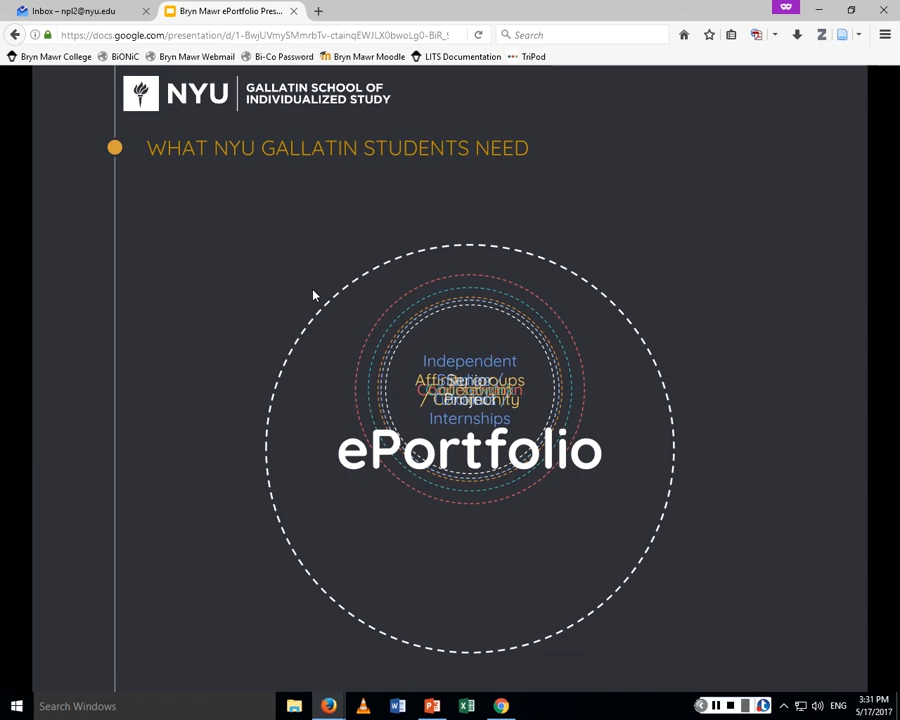 Inbox – npl2@nyu.edu
Bryn Mawr ePortfolio Pres...
https://docs.google.com/presentation/d/1-BwjUVmySMmrbTv-ctainqEWJLX0bwoLg0-BiR_S
Search
Bryn Mawr College
BiONiC
Bryn Mawr Webmail
Bi-Co Password
Bryn Mawr Moodle
LITS Documentation
TriPod
NYU
GALLATIN SCHOOL OF
INDIVIDUALIZED STUDY
WHAT NYU GALLATIN STUDENTS NEED
Independent
Internships
ePortfolio
Search Windows
ENG
3:31 PM
5/17/2017